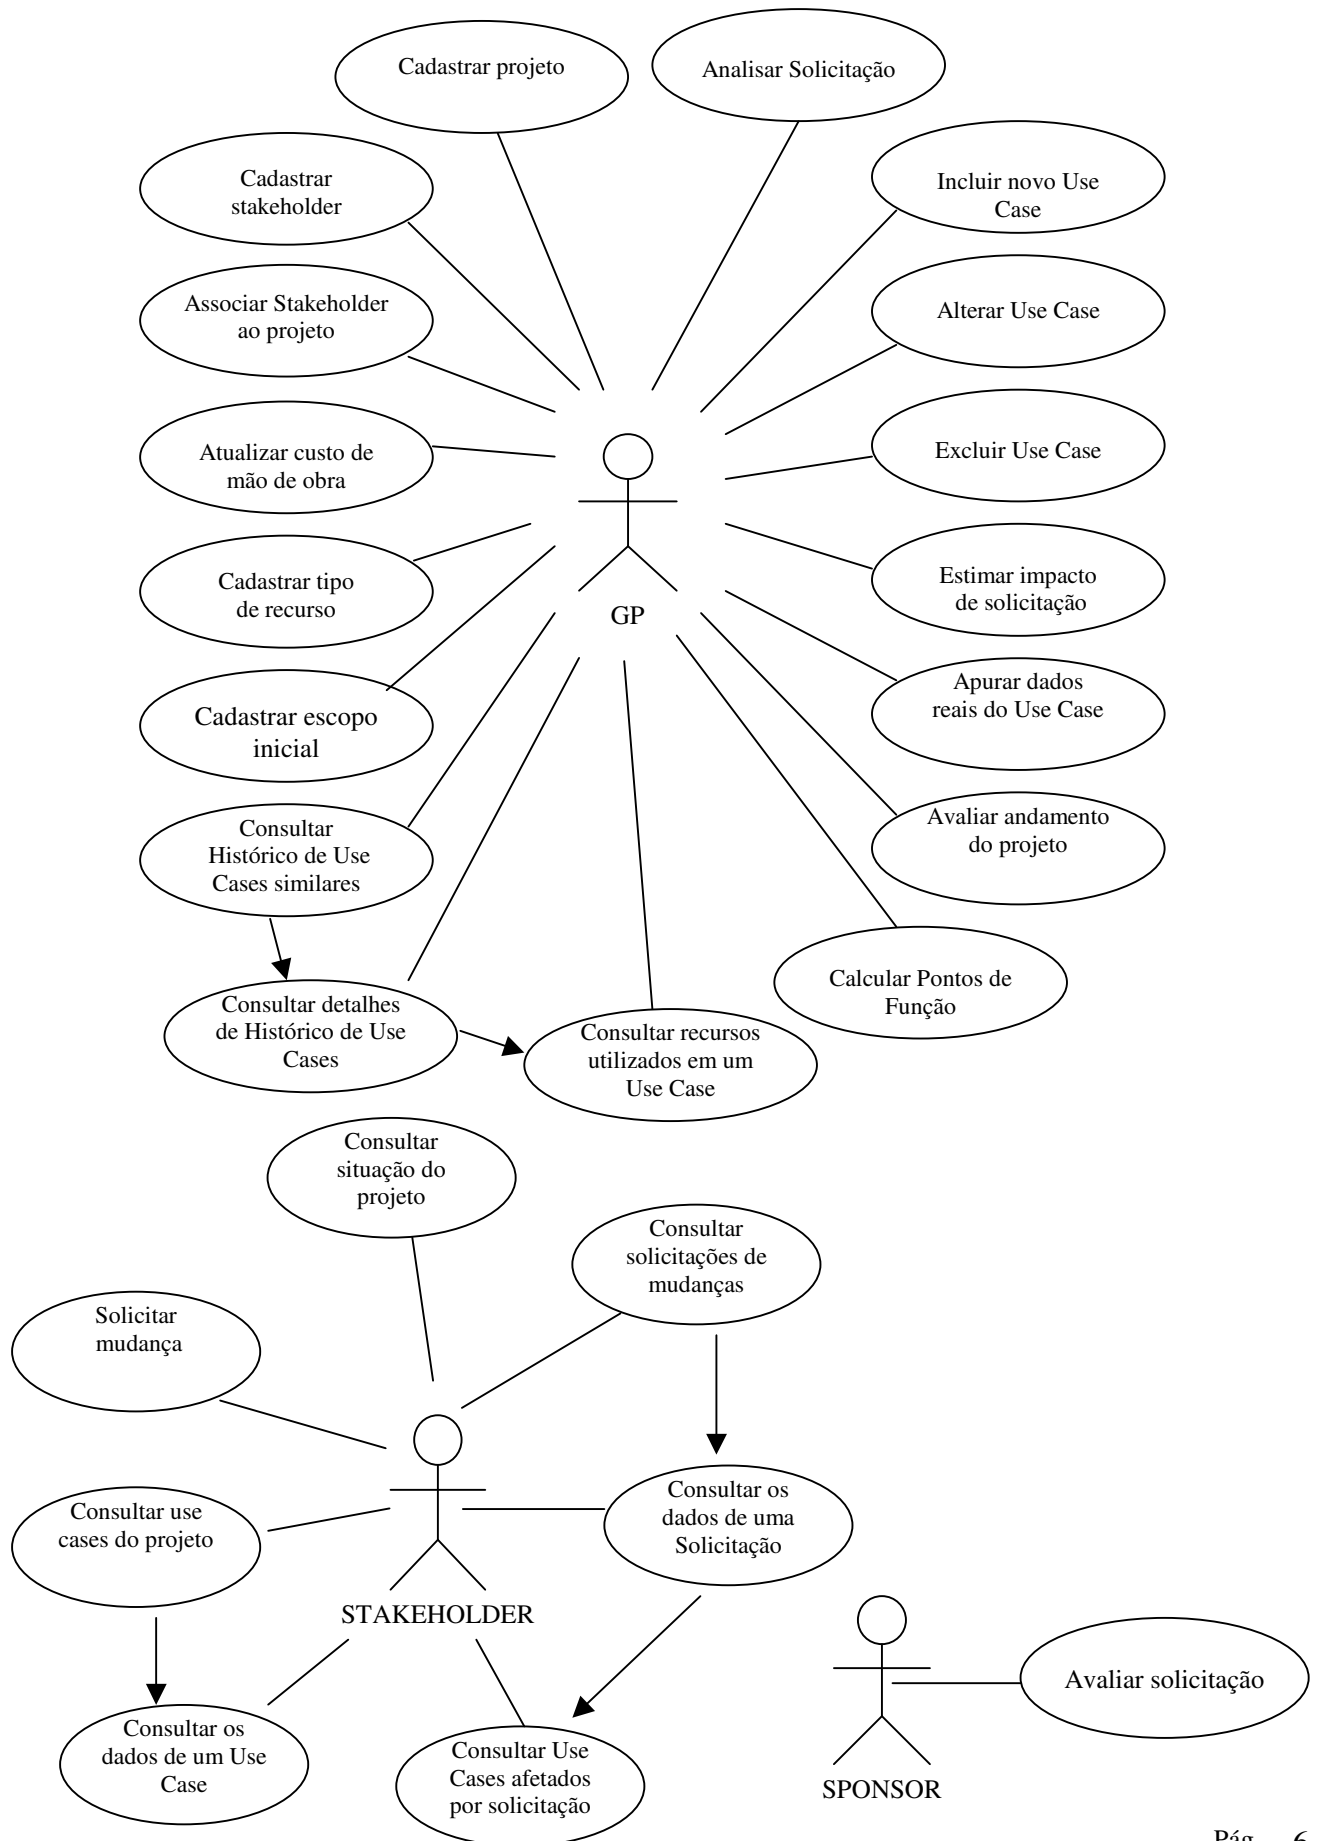 Cadastrar projeto
Analisar Solicitação
Cadastrar
stakeholder
Incluir novo Use
Case
Associar Stakeholder
ao projeto
Alterar Use Case
Atualizar custo de
mão de obra
Excluir Use Case
Cadastrar tipo
de recurso
Estimar impacto
de solicitação
GP
Cadastrar escopo
inicial
Apurar dados
reais do Use Case
Consultar
Histórico de Use
Cases similares
Avaliar andamento
do projeto
Calcular Pontos de
Função
Consultar detalhes
de Histórico de Use
Cases
Consultar recursos
utilizados em um
Use Case
Consultar
situação do
projeto
Consultar
solicitações de
mudanças
Solicitar
mudança
Consultar use
cases do projeto
Consultar os
dados de uma
Solicitação
STAKEHOLDER
Avaliar solicitação
Consultar os
dados de um Use
Case
Consultar Use
Cases afetados
por solicitação
SPONSOR
Pág. 6